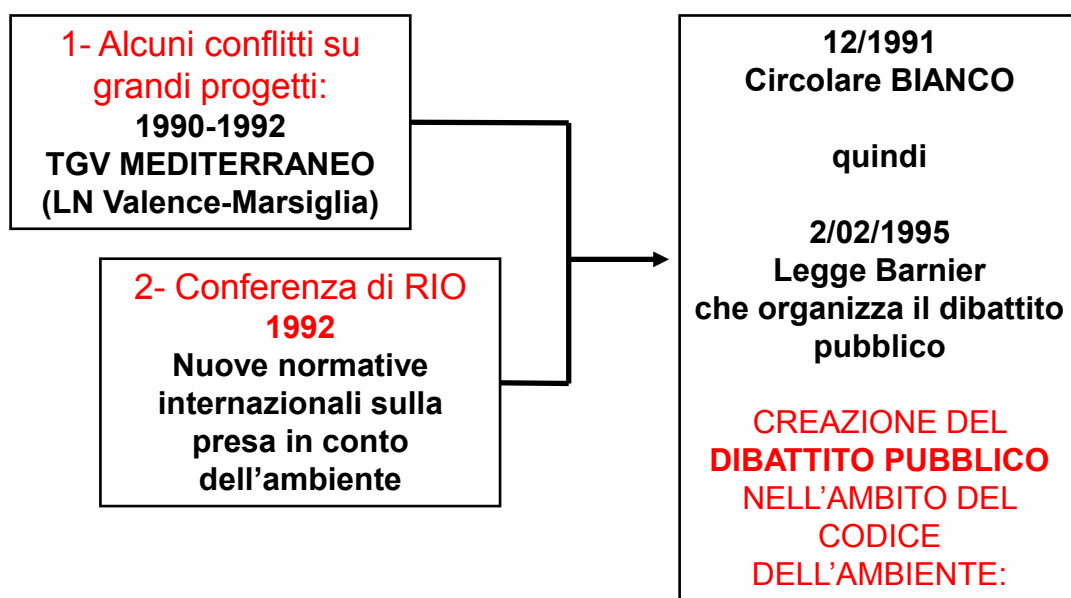 1- Alcuni conflitti su
grandi progetti:
1990-1992
TGV MEDITERRANEO
(LN Valence-Marsiglia)
2- Conferenza di RIO
1992
Nuove normative
internazionali sulla
presa in conto
dell’ambiente
12/1991
Circolare BIANCO
quindi
2/02/1995
Legge Barnier
che organizza il dibattito
pubblico
CREAZIONE DEL
DIBATTITO PUBBLICO
NELL’AMBITO DEL
CODICE
DELL’AMBIENTE: